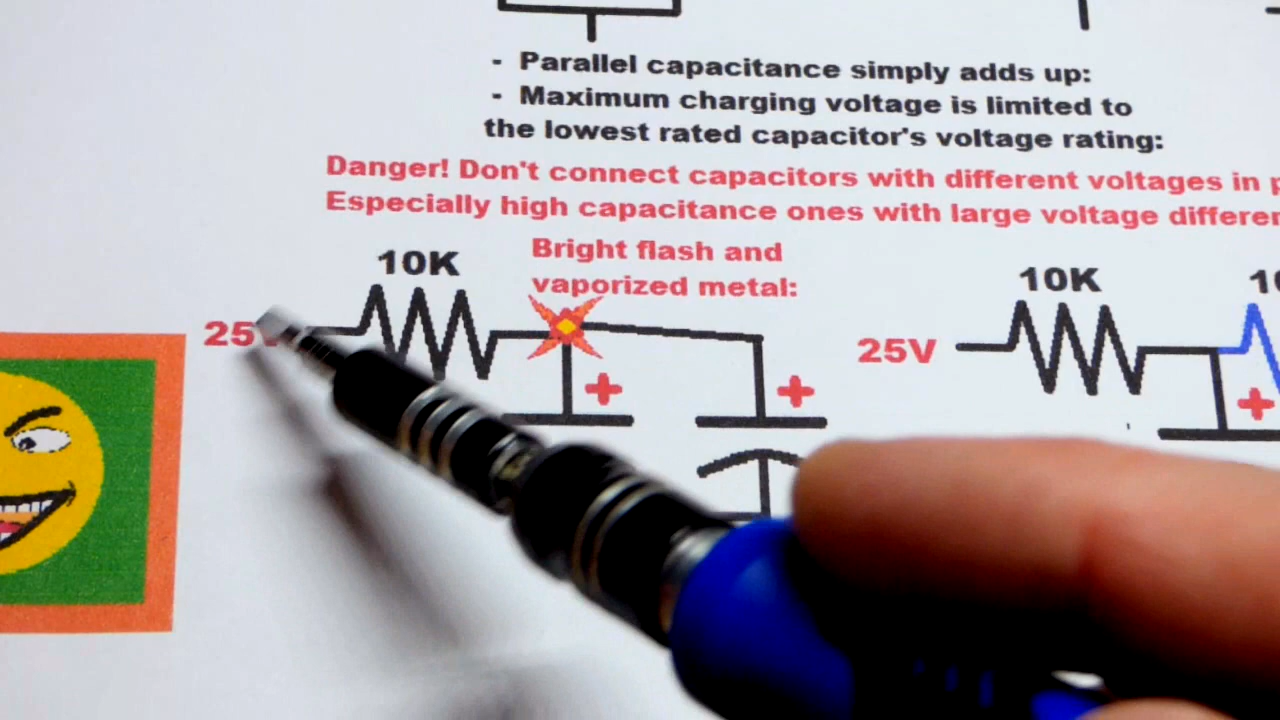 - Parallel capacitance simply adds up:
- Maximum charging voltage is limited to
the lowest rated capacitor's voltage rating:
Danger! Don't connect capacitors with different voltages in
Especially high capacitance ones with large voltage
Bright flash and
vaporized metal:
10K
10K
25V
25V
+
+
+